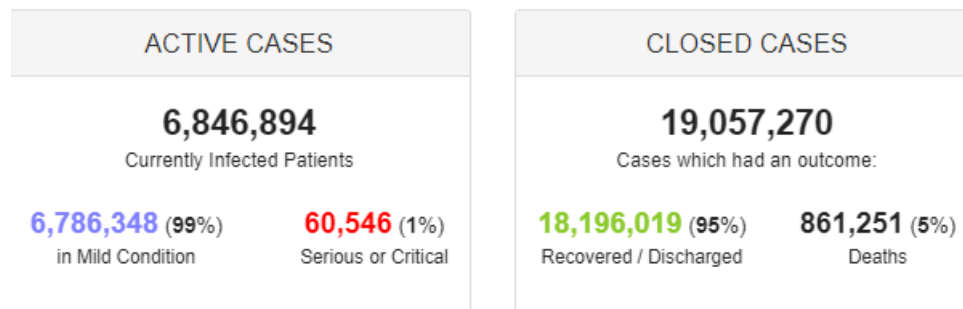 ACTIVE CASES
6,846,894
Currently Infected Patients
6,786,348 (99%)
in Mild Condition
60,546 (1%)
Serious or Critical
CLOSED CASES
19,057,270
Cases which had an outcome:
18,196,019 (95%)
Recovered / Discharged
861,251 (5%)
Deaths